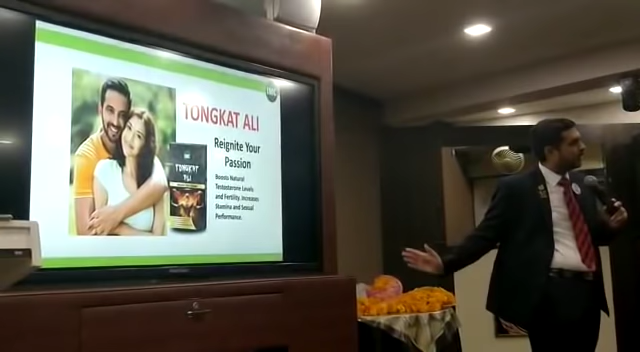 TONGKAT ALI
Reignite Your
Passion
Boosts Natural
Testosterone Levels
and Fertility. Increases
Stamina and Sexual
Performance.
TONGKAT
ALI